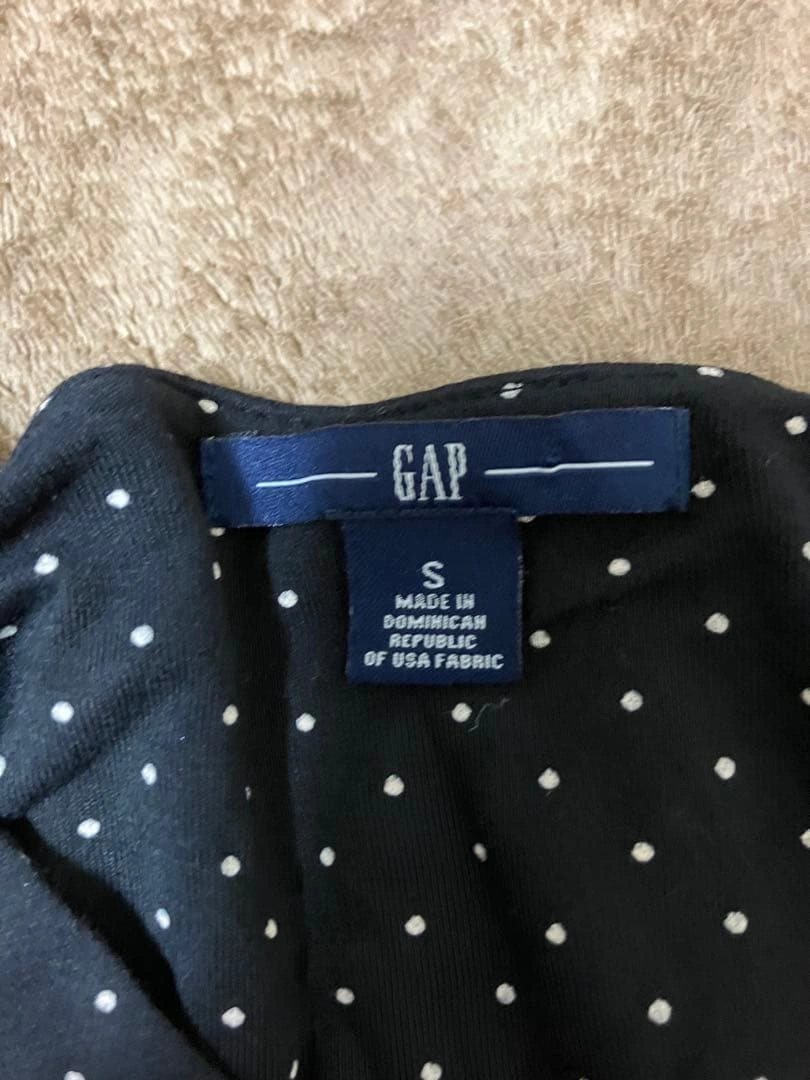 GAP
S
MADE IN
DOMINICAN
REPUBLIC
OF USA FABRIC